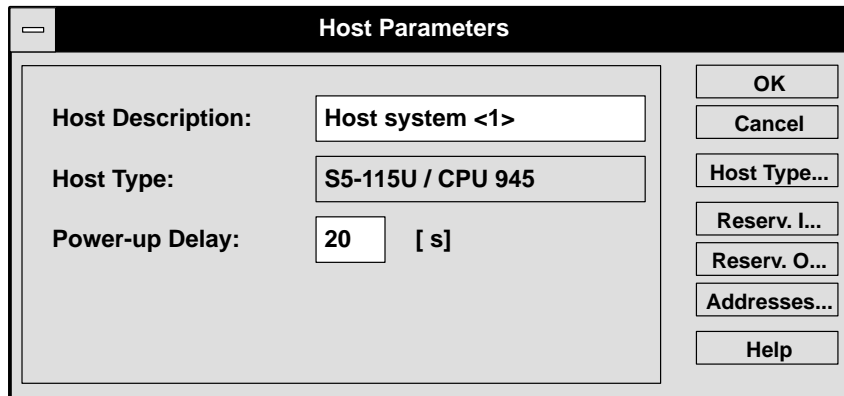 Host Parameters
Host Description: Host system <1>
Host Type: S5-115U / CPU 945
Power-up Delay: 20 [ s]
OK
Cancel
Host Type...
Reserv. I...
Reserv. O...
Addresses...
Help